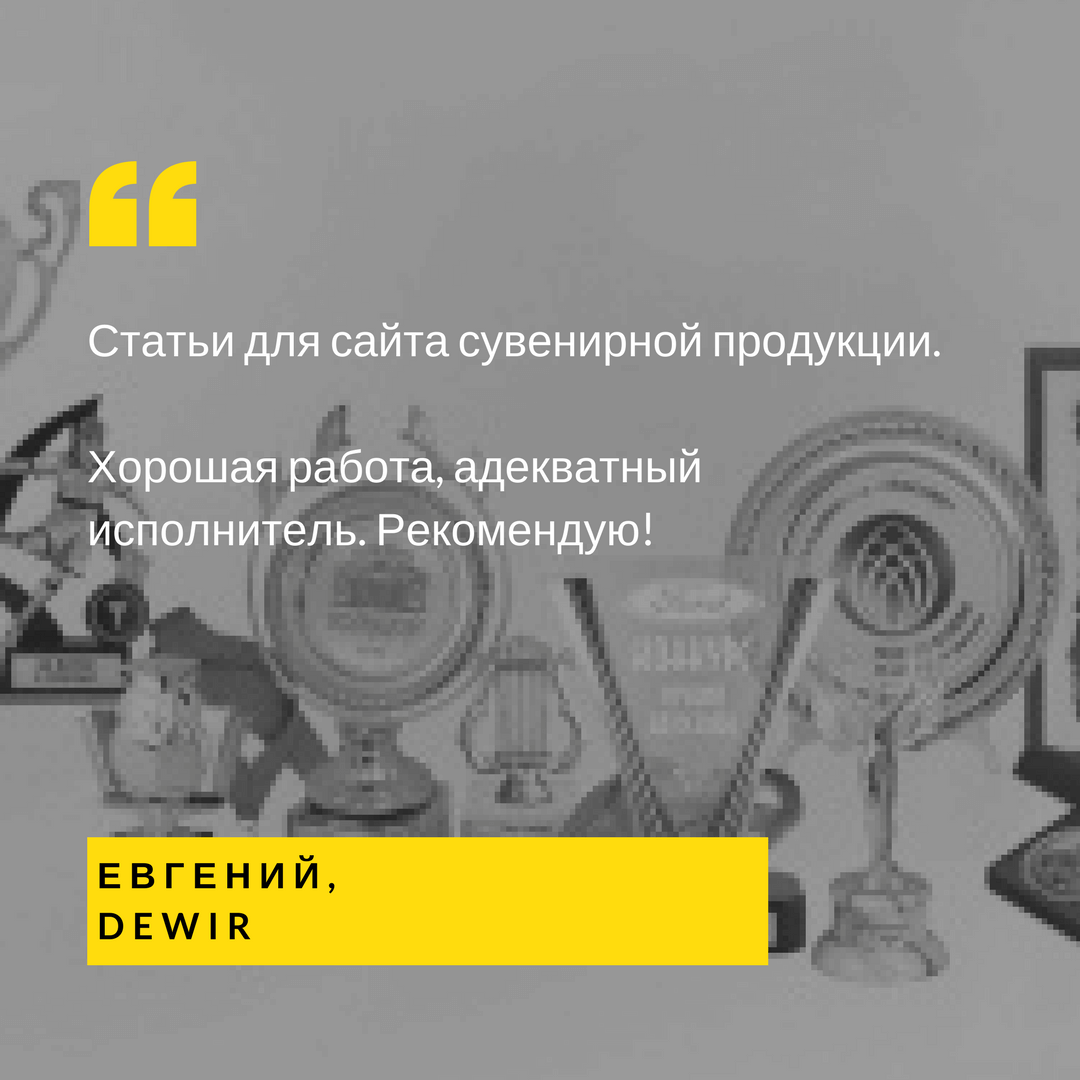 Статьи для сайта сувенирной продукции.
Хорошая работа, адекватный
исполнитель. Рекомендую!
ЕВГЕНИЙ,
DEWIR